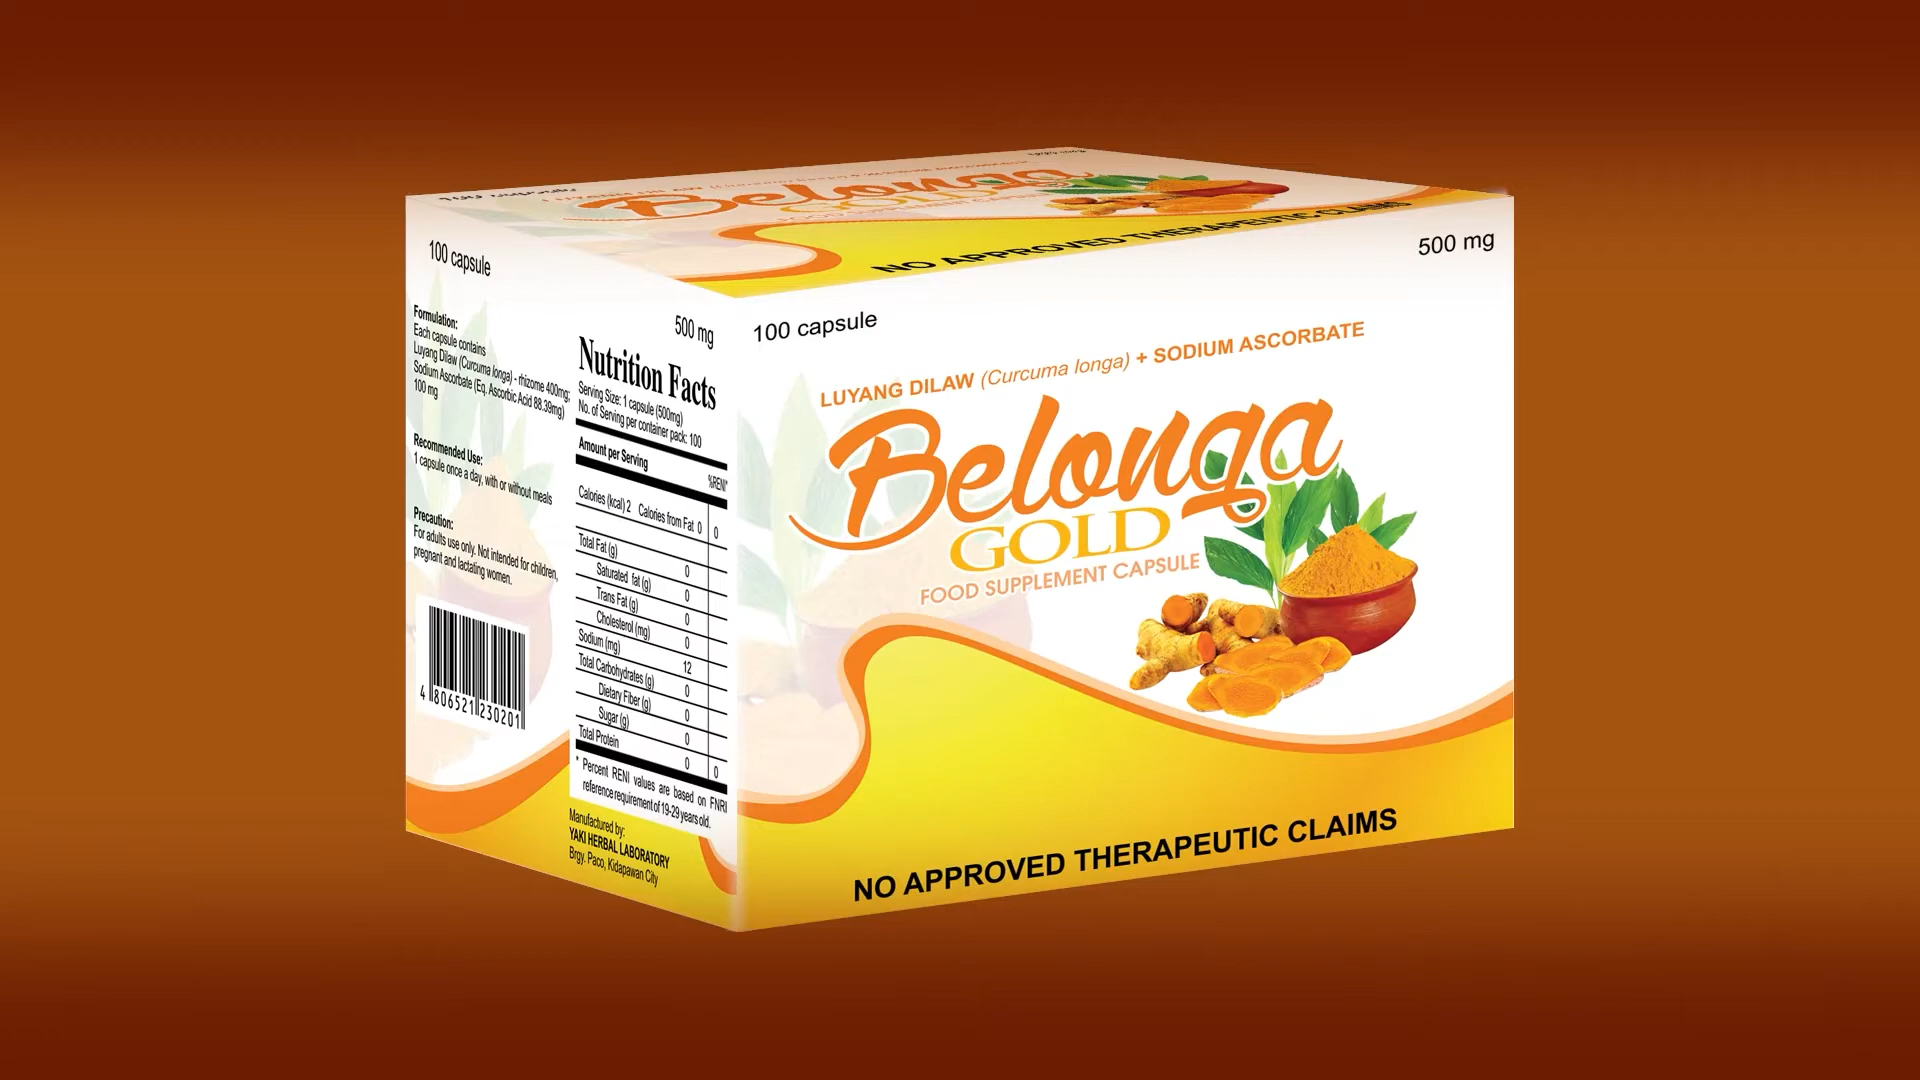 Belonga
GOLD
NO APPROVED THERAPEUTIC CLAIMS
100 capsule
500 mg
Formulation:
Each capsule contains
Luyang Dilaw (Curcuma longa) - rhizome 400mg;
Sodium Ascorbate (Eq. Ascorbic Acid 88.39mg)
100 mg
Recommended Use:
1 capsule once a day, with or without meals
Precaution:
For adults use only. Not intended for children,
pregnant and lactating women.
4 806521 230201
Nutrition Facts
Serving Size: 1 capsule (500mg)
No. of Serving per container pack: 100
Amount per Serving
%RENI*
Calories (kcal) 2 Calories from Fat 0 0
Total Fat (g) 0
Saturated fat (g) 0
Trans Fat (g) 0
Cholesterol (mg) 0
Sodium (mg) 12
Total Carbohydrates (g) 0
Dietary Fiber (g) 0
Sugar (g) 0
Total Protein 0 0
* Percent RENI values are based on FNRI
reference requirement of 19-29 years old.
Manufactured by:
YAKI HERBAL LABORATORY
Brgy. Paco, Kidapawan City
100 capsule
500 mg
LUYANG DILAW (Curcuma longa) + SODIUM ASCORBATE
Belonga
GOLD
FOOD SUPPLEMENT CAPSULE
NO APPROVED THERAPEUTIC CLAIMS